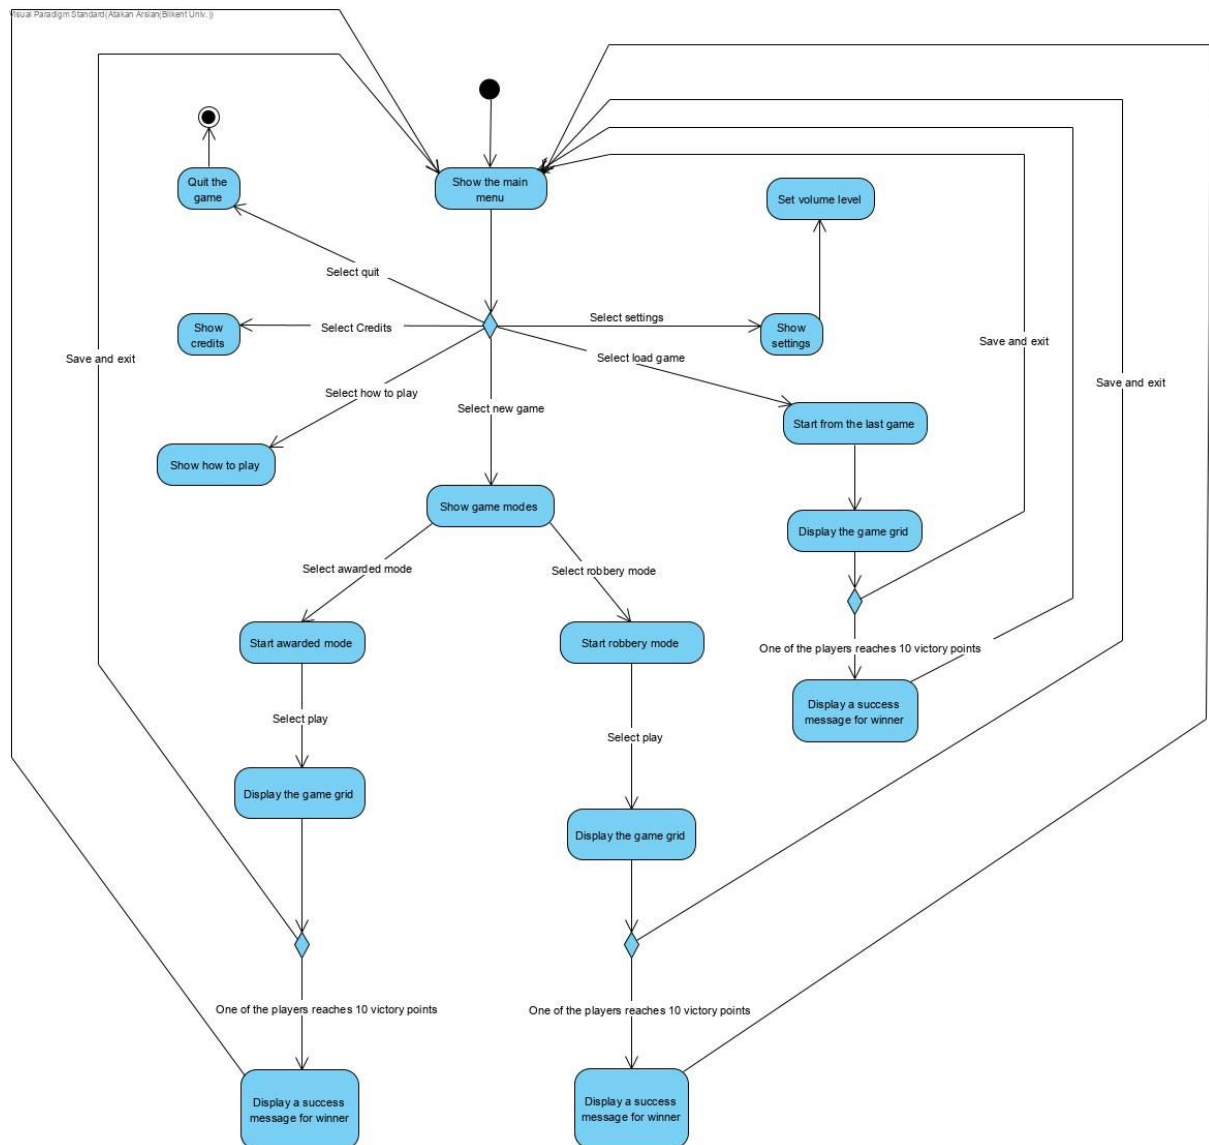 Visual Paradigm Standard(Atakan Arslan(Bilkent Univ.))
Show the main
menu
Quit the
game
Set volume level
Select quit
Select settings
Select Credits
Show
credits
Show
settings
Save and exit
Save and exit
Save and exit
Select load game
Select how to play
Select new game
Start from the last game
Show how to play
Show game modes
Display the game grid
Select awarded mode
Select robbery mode
Start awarded mode
Start robbery mode
One of the players reaches 10 victory points
Display a success
message for winner
Select play
Select play
Display the game grid
Display the game grid
One of the players reaches 10 victory points
One of the players reaches 10 victory points
Display a success
message for winner
Display a success
message for winner